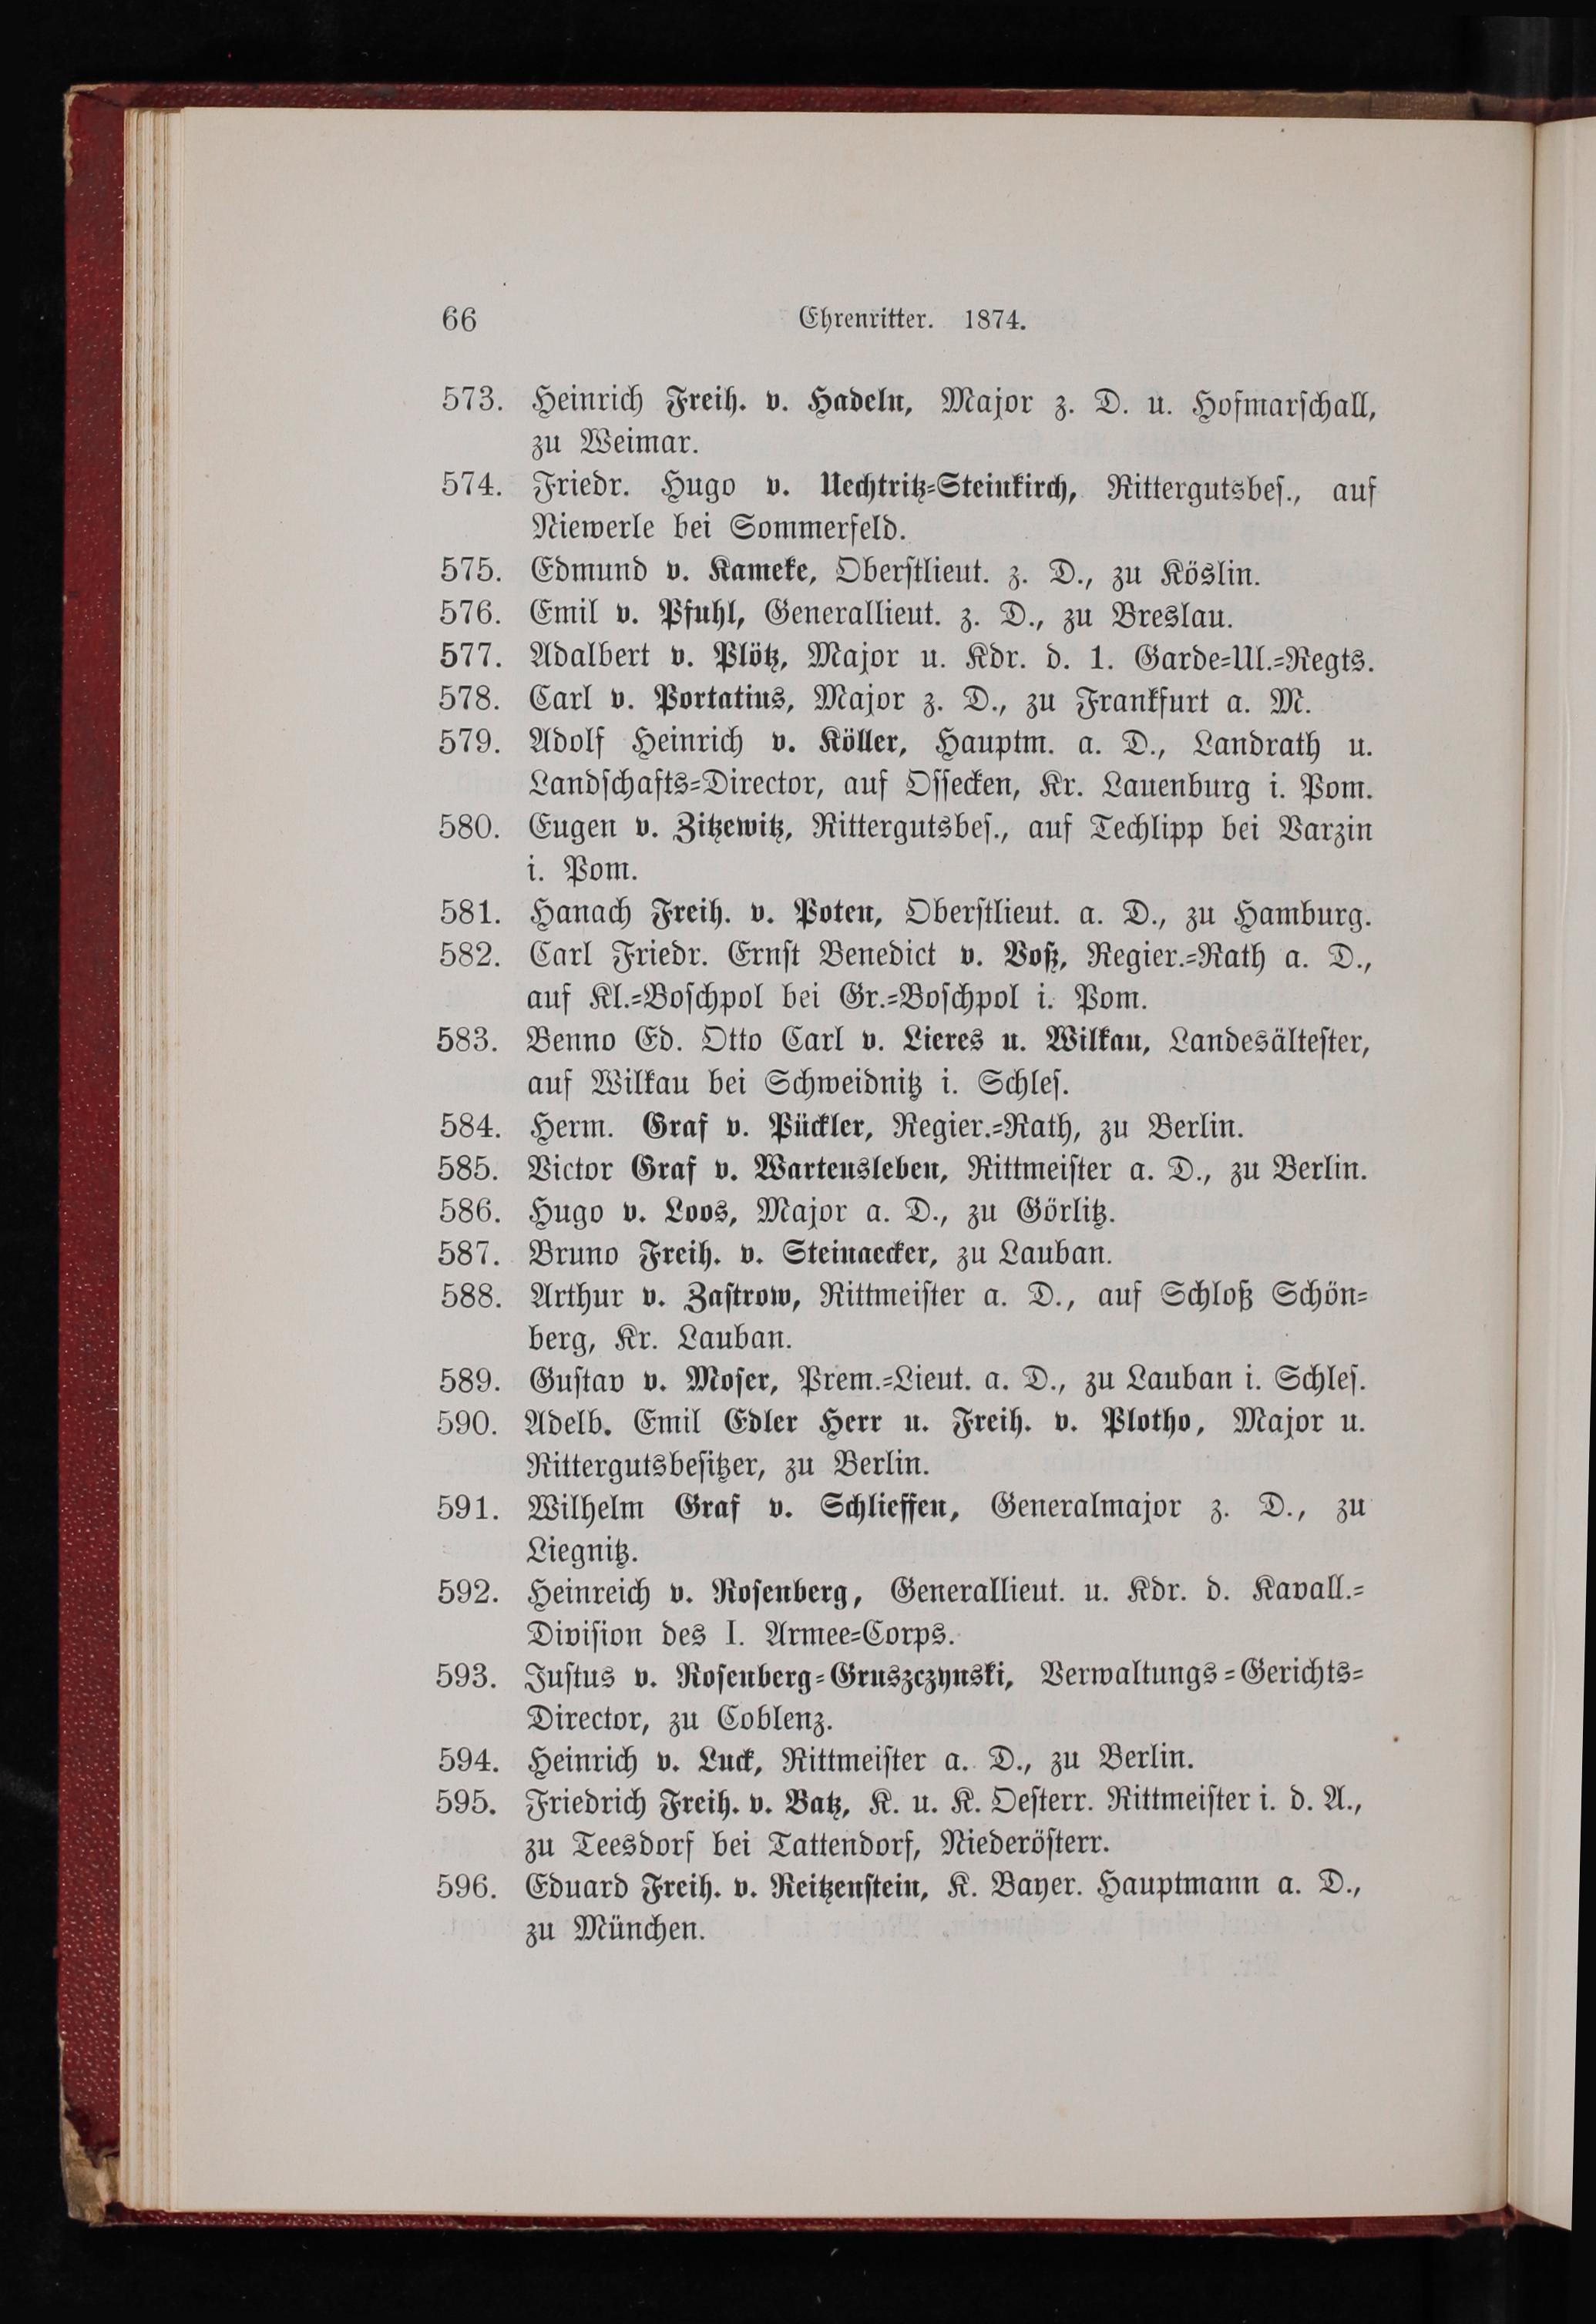 66 Ehrenritter. 1874.
573. Heinrich Freih. v. Hadeln, Major z. D. u. Hofmarſchall,
zu Weimar.
574. Friedr. Hugo v. Uechtritz-Steinkirch, Rittergutsbeſ., auf
Niewerle bei Sommerfeld.
575. Edmund v. Kameke, Oberſtlieut. z. D., zu Köslin.
576. Emil v. Pfuhl, Generallieut. z. D., zu Breslau.
577. Adalbert v. Plötz, Major u. Kdr. d. 1. Garde-Ul.-Regts.
578. Carl v. Portatius, Major z. D., zu Frankfurt a. M.
579. Adolf Heinrich v. Köller, Hauptm. a. D., Landrath u.
Landſchafts-Director, auf Oſſecken, Kr. Lauenburg i. Pom.
580. Eugen v. Zitzewitz, Rittergutsbeſ., auf Techlipp bei Varzin
i. Pom.
581. Hanach Freih. v. Poten, Oberſtlieut. a. D., zu Hamburg.
582. Carl Friedr. Ernſt Benedict v. Voß, Regier.-Rath a. D.,
auf Kl.-Boſchpol bei Gr.-Boſchpol i. Pom.
583. Benno Ed. Otto Carl v. Lieres u. Wilkau, Landesälteſter,
auf Wilkau bei Schweidnitz i. Schleſ.
584. Herm. Graf v. Pückler, Regier.-Rath, zu Berlin.
585. Victor Graf v. Wartensleben, Rittmeiſter a. D., zu Berlin.
586. Hugo v. Loos, Major a. D., zu Görlitz.
587. Bruno Freih. v. Steinaecker, zu Lauban.
588. Arthur v. Zaſtrow, Rittmeiſter a. D., auf Schloß Schön-
berg, Kr. Lauban.
589. Guſtav v. Moſer, Prem.-Lieut. a. D., zu Lauban i. Schleſ.
590. Adelb. Emil Edler Herr u. Freih. v. Plotho, Major u.
Rittergutsbeſitzer, zu Berlin.
591. Wilhelm Graf v. Schlieffen, Generalmajor z. D., zu
Liegnitz.
592. Heinreich v. Roſenberg, Generallieut. u. Kdr. d. Kavall.-
Diviſion des I. Armee-Corps.
593. Juſtus v. Roſenberg-Gruszczynski, Verwaltungs-Gerichts-
Director, zu Coblenz.
594. Heinrich v. Luck, Rittmeiſter a. D., zu Berlin.
595. Friedrich Freih. v. Batz, K. u. K. Oeſterr. Rittmeiſter i. d. A.,
zu Teesdorf bei Tattendorf, Niederöſterr.
596. Eduard Freih. v. Reitzenſtein, K. Bayer. Hauptmann a. D.,
zu München.